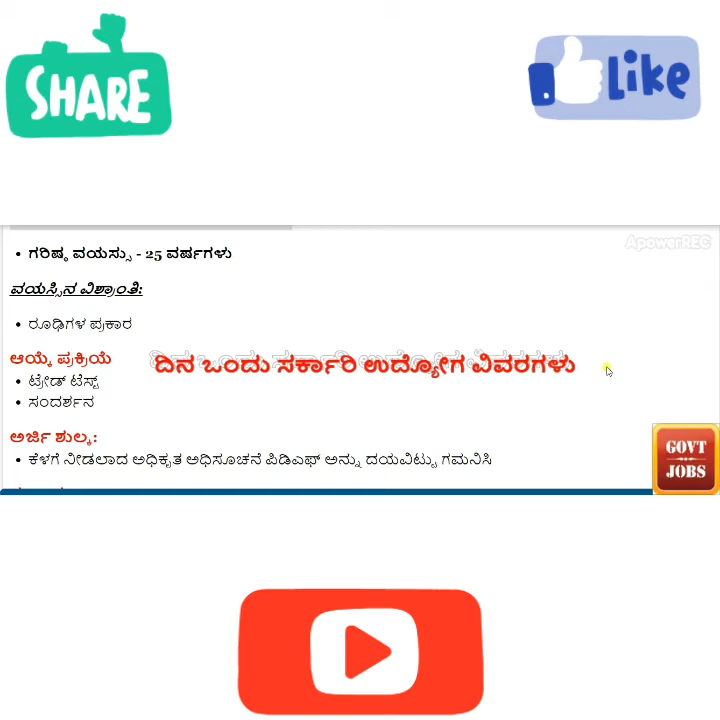 SHARE
Like
ApowerREC
• ಗರಿಷ್ಠ ವಯಸ್ಸು - 25 ವರ್ಷಗಳು
ವಯಸ್ಸಿನ ವಿಶ್ರಾಂತಿ:
• ರೂಢಿಗಳ ಪ್ರಕಾರ
ಆಯ್ಕೆ ಪ್ರಕ್ರಿಯೆ
ದಿನ ಒಂದು ಸರ್ಕಾರಿ ಉದ್ಯೋಗ ವಿವರಗಳು
• ಟ್ರೇಡ್ ಟೆಸ್ಟ್
• ಸಂದರ್ಶನ
ಅರ್ಜಿ ಶುಲ್ಕ:
• ಕೆಳಗೆ ನೀಡಲಾದ ಅಧಿಕೃತ ಅಧಿಸೂಚನೆ ಪಿಡಿಎಫ್ ಅನ್ನು ದಯವಿಟ್ಟು ಗಮನಿಸಿ
GOVT
JOBS